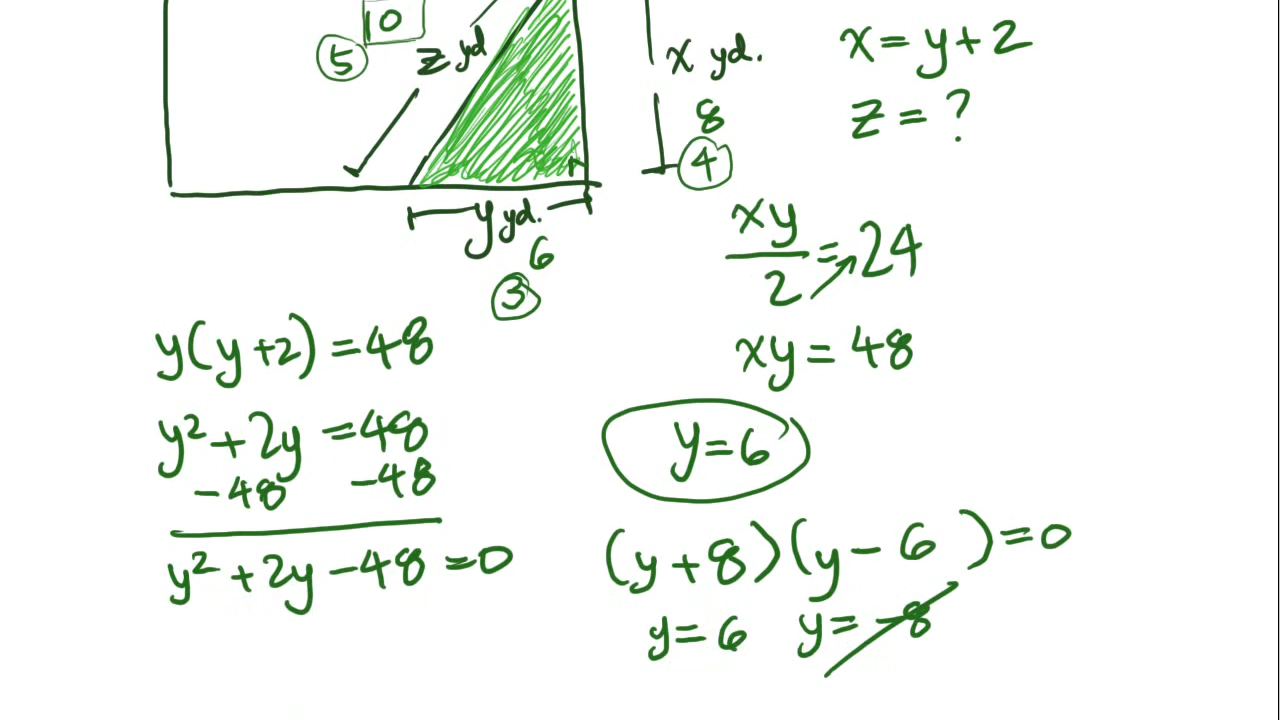 10
5
z yd
x yd.
8
4
y yd.
6
3
x = y + 2
z = ?
xy/2 = 24
xy = 48
y(y+2) = 48
y² + 2y = 48
-48 -48
y² + 2y - 48 = 0
y = 6
(y + 8)(y - 6) = 0
y = 6 y = -8